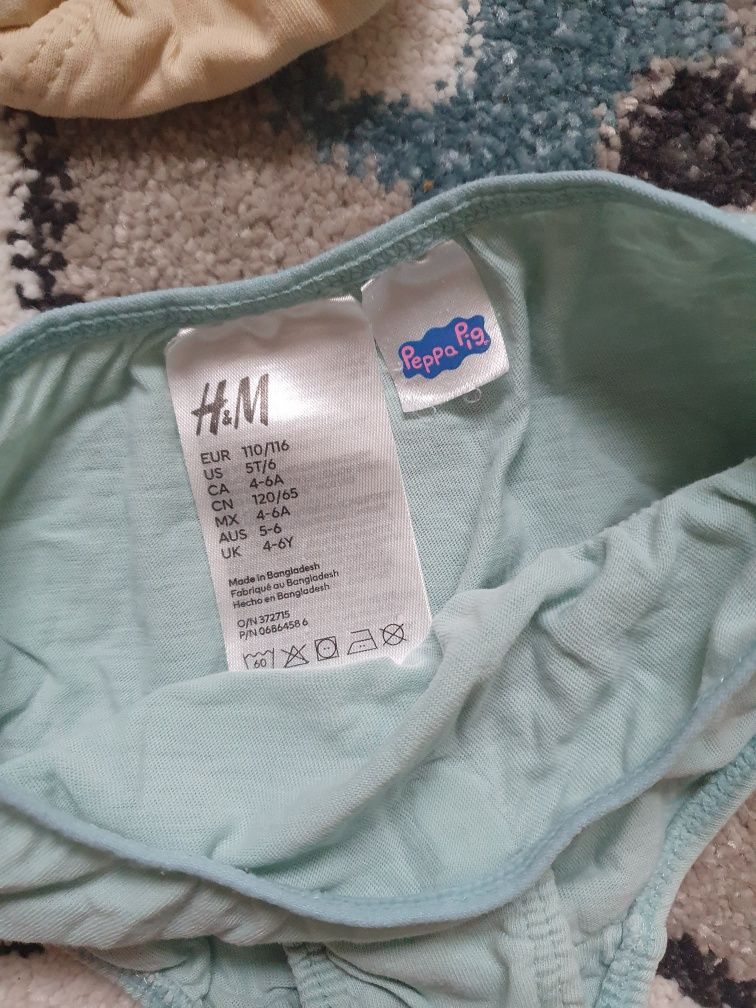 Peppa Pig
H&M
EUR 110/116
US 5T/6
CA 4-6A
CN 120/65
MX 4-6A
AUS 5-6
UK 4-6Y
Made in Bangladesh
Fabriqué au Bangladesh
Hecho en Bangladesh
O/N 372715
P/N 0686458 6
60